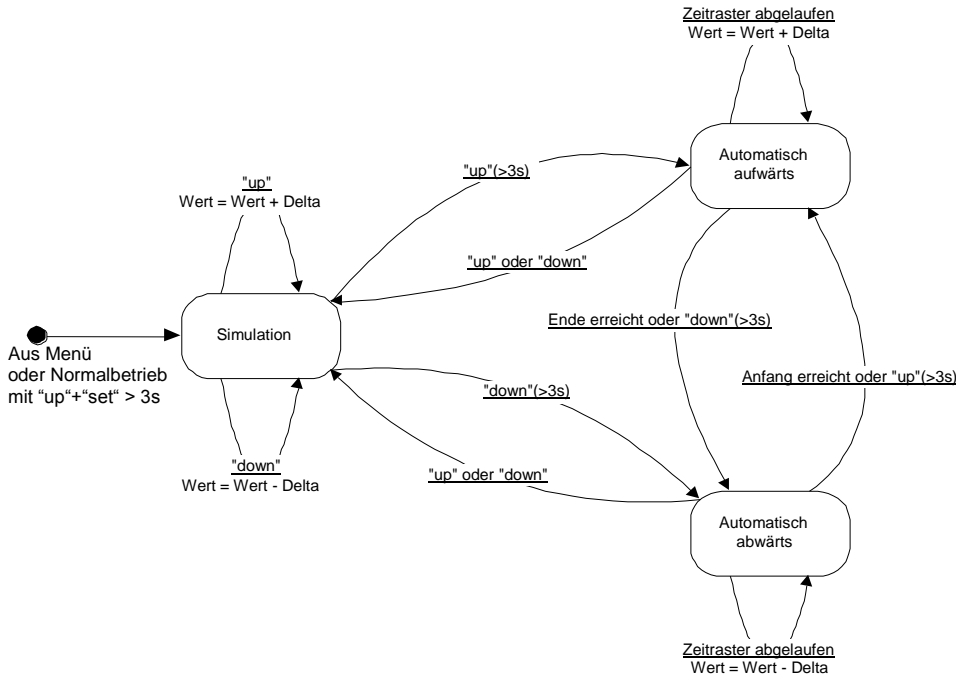 Zeitraster abgelaufen
Wert = Wert + Delta
Automatisch
aufwärts
"up"(>3s)
"up"
Wert = Wert + Delta
"up" oder "down"
Simulation
Ende erreicht oder "down"(>3s)
Aus Menü
oder Normalbetrieb
mit “up“+“set“ > 3s
Anfang erreicht oder "up"(>3s)
"down"(>3s)
"down"
Wert = Wert - Delta
"up" oder "down"
Automatisch
abwärts
Zeitraster abgelaufen
Wert = Wert - Delta